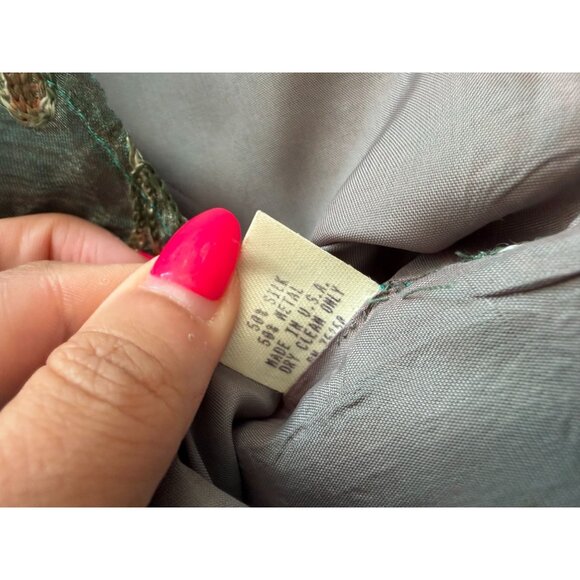 50% SILK
50% METAL
MADE IN U.S.A.
DRY CLEAN ONLY